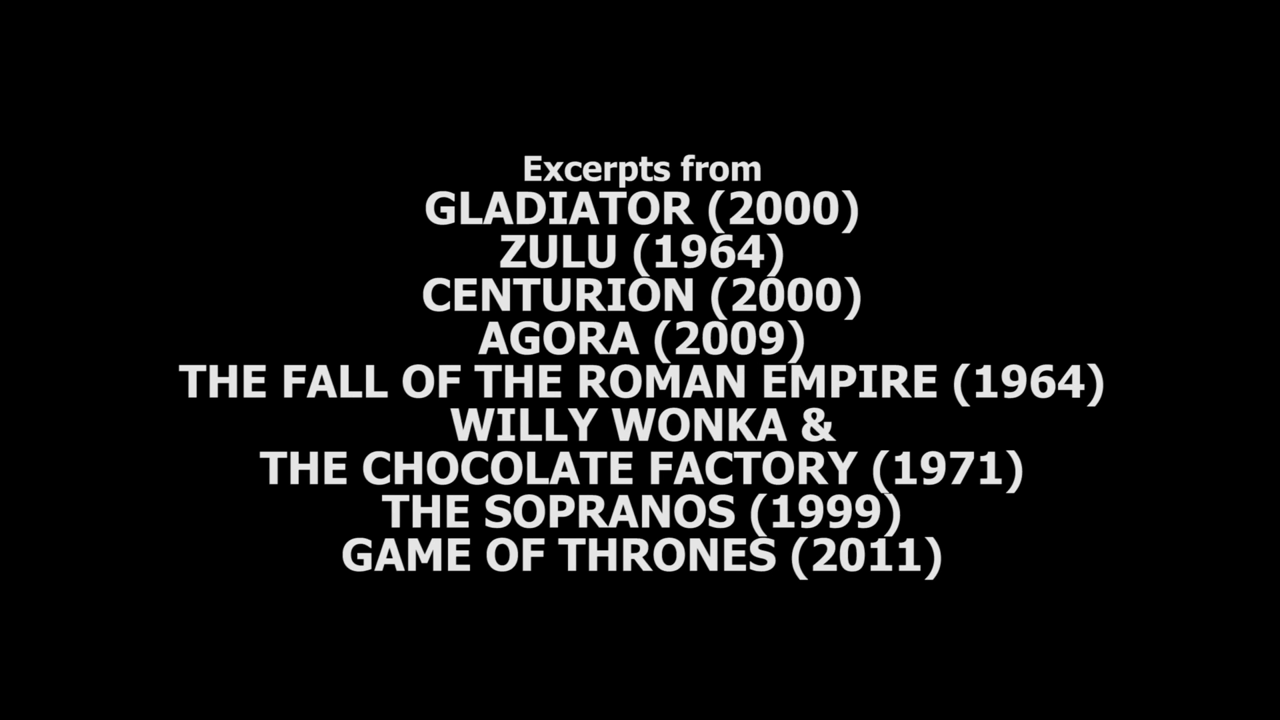 Excerpts from
GLADIATOR (2000)
ZULU (1964)
CENTURION (2000)
AGORA (2009)
THE FALL OF THE ROMAN EMPIRE (1964)
WILLY WONKA &
THE CHOCOLATE FACTORY (1971)
THE SOPRANOS (1999)
GAME OF THRONES (2011)